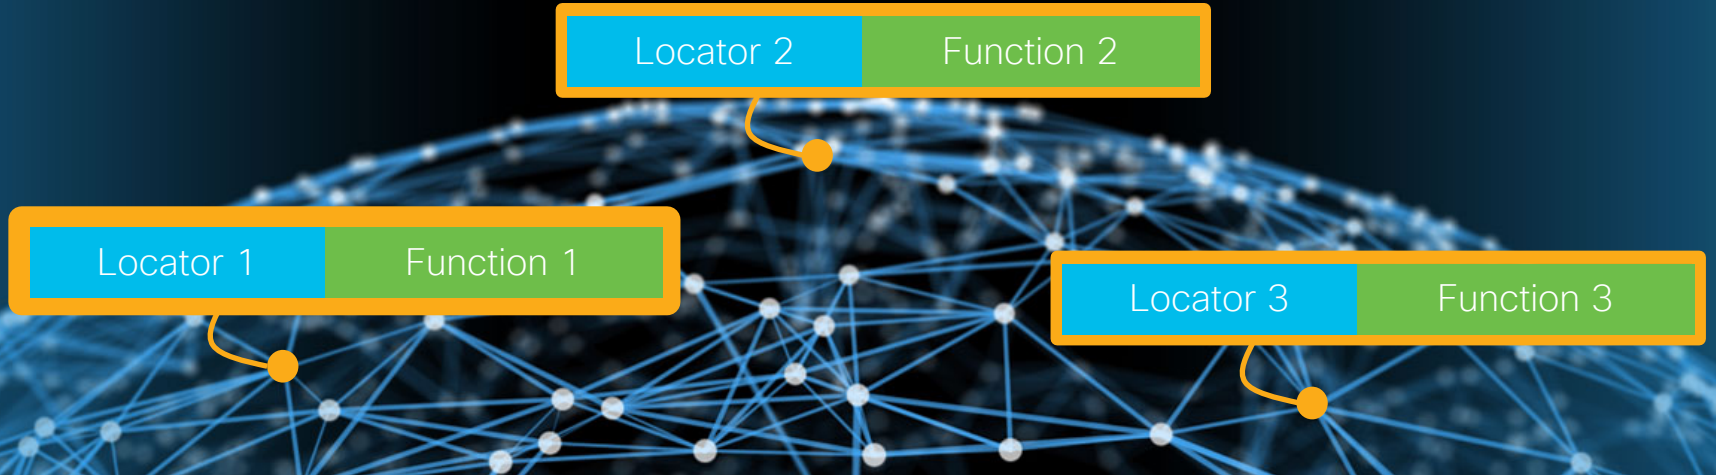 Locator 2 Function 2
Locator 1 Function 1
Locator 3 Function 3